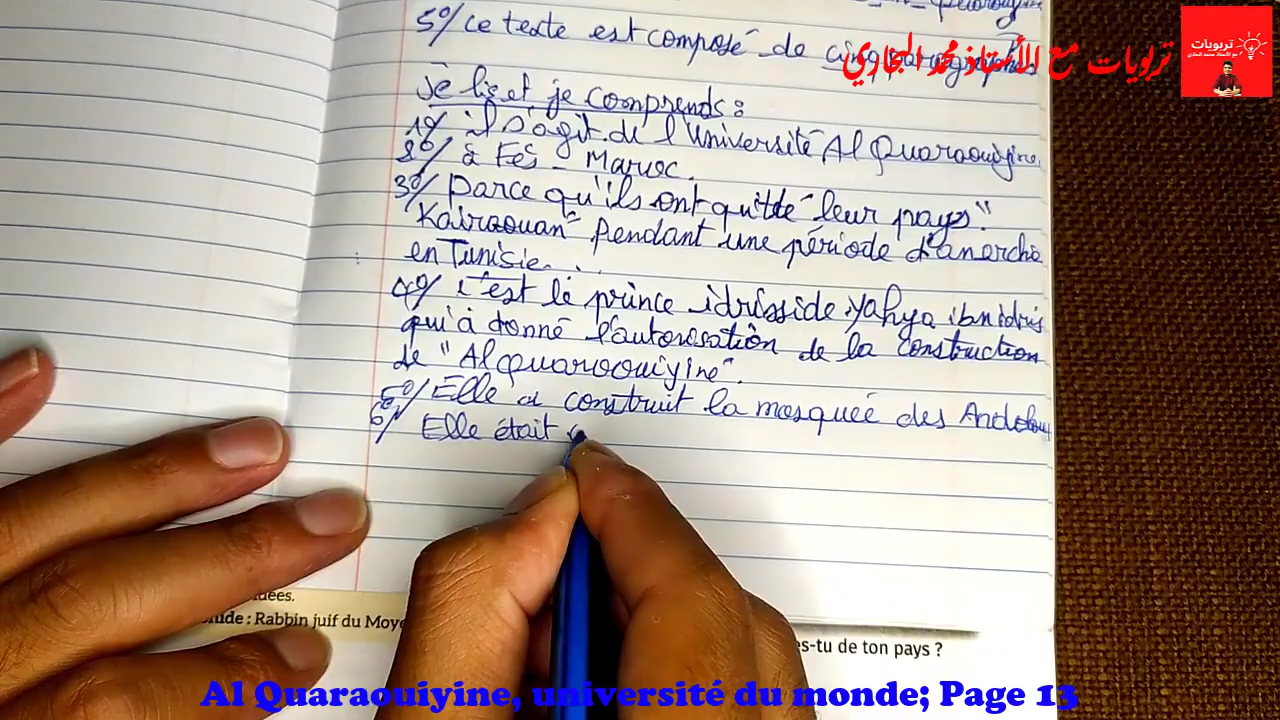 5°/ Ce texte est composé de cinq paragraphes
تربويات مع الأستاذ محمد البخاري
تربويات
Je lis et je comprends :
1°/ il s'agit de l'Université Al Quaraouiyine.
2°/ à Fès - Maroc.
3°/ Parce qu'ils ont quitté leur pays"
"Kairaouan" Pendant une période d'anarchie
en Tunisie.
4°/ C'est le prince idrisside Yahya ibn idris
qui à donné l'autorisation de la construction
de "Al Quaraouiyine".
5°/ Elle a construit la mosquée des Andalous
6°/ Elle était
idées.
: Rabbin juif du Moye
s-tu de ton pays ?
Al Quaraouiyine, université du monde; Page 13